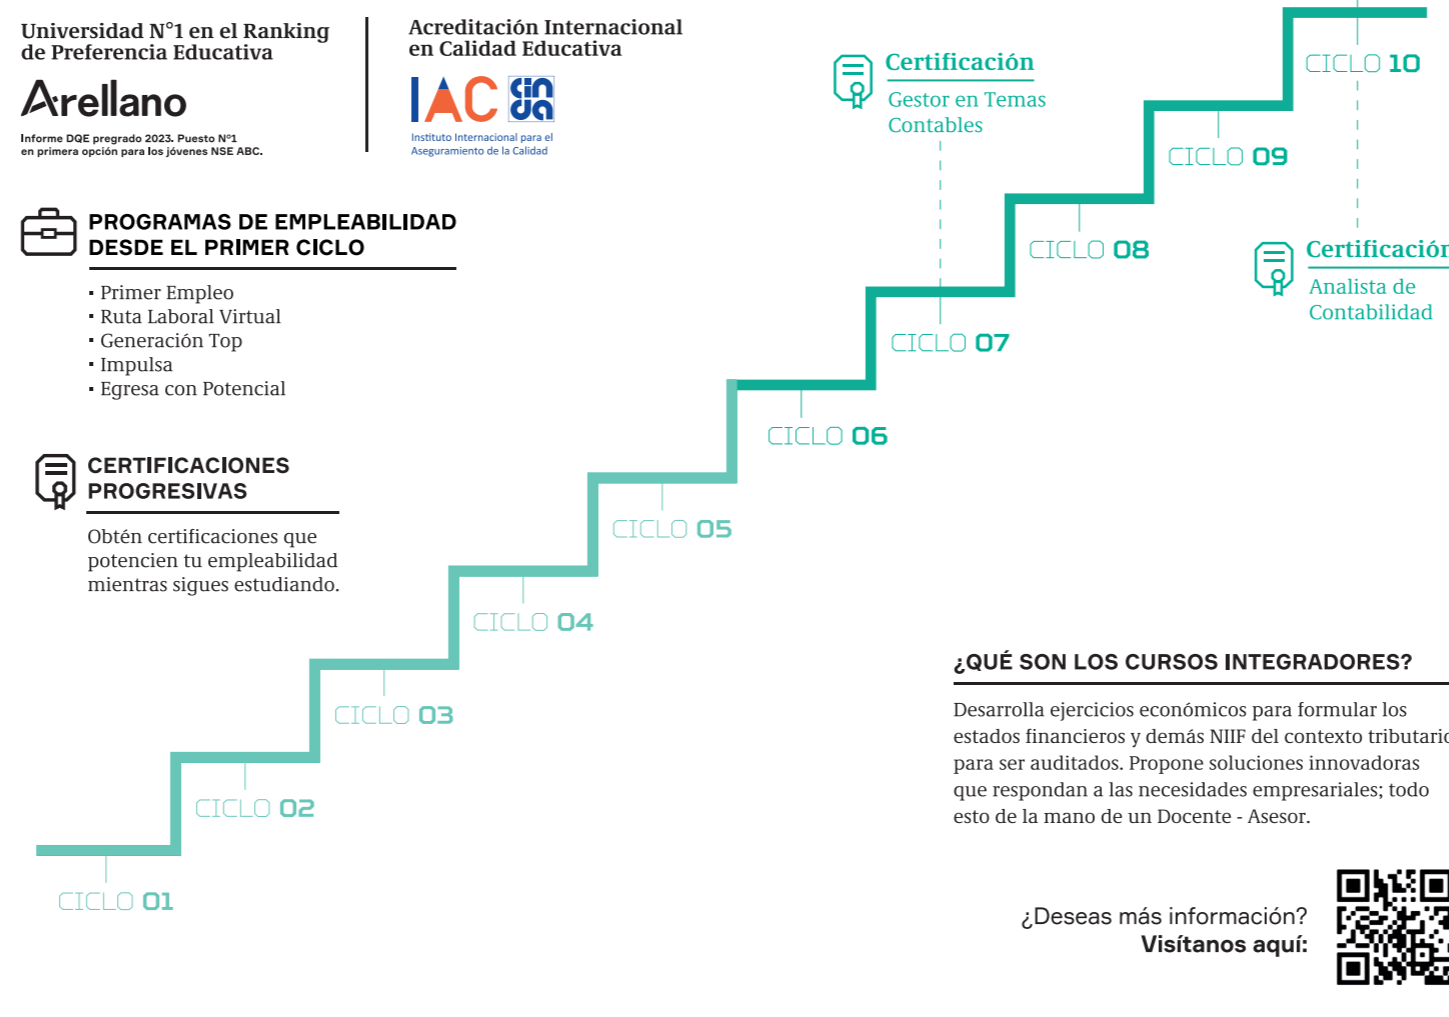 Universidad N°1 en el Ranking
de Preferencia Educativa
Arellano
Informe DQE pregrado 2023. Puesto N°1
en primera opción para los jóvenes NSE ABC.
Acreditación Internacional
en Calidad Educativa
IAC
cinda
Instituto Internacional para el
Aseguramiento de la Calidad
PROGRAMAS DE EMPLEABILIDAD
DESDE EL PRIMER CICLO
▪ Primer Empleo
▪ Ruta Laboral Virtual
▪ Generación Top
▪ Impulsa
▪ Egresa con Potencial
CERTIFICACIONES
PROGRESIVAS
Obtén certificaciones que
potencien tu empleabilidad
mientras sigues estudiando.
CICLO 01
CICLO 02
CICLO 03
CICLO 04
CICLO 05
CICLO 06
CICLO 07
Certificación
Gestor en Temas
Contables
CICLO 08
CICLO 09
CICLO 10
Certificación
Analista de
Contabilidad
¿QUÉ SON LOS CURSOS INTEGRADORES?
Desarrolla ejercicios económicos para formular los
estados financieros y demás NIIF del contexto tributario
para ser auditados. Propone soluciones innovadoras
que respondan a las necesidades empresariales; todo
esto de la mano de un Docente - Asesor.
¿Deseas más información?
Visítanos aquí: